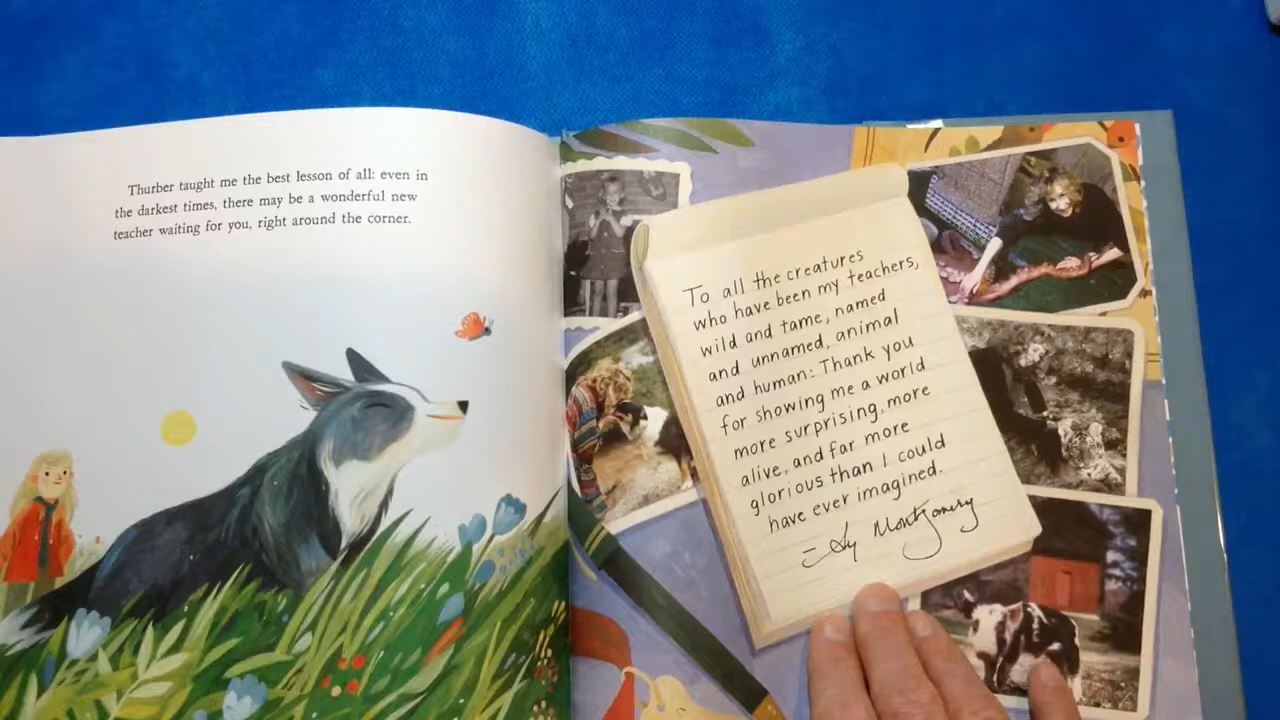 Thurber taught me the best lesson of all: even in
the darkest times, there may be a wonderful new
teacher waiting for you, right around the corner.
To all the creatures
who have been my teachers,
wild and tame, named
and unnamed, animal
and human: Thank you
for showing me a world
more surprising, more
alive, and far more
glorious than I could
have ever imagined.
– Sy Montgomery